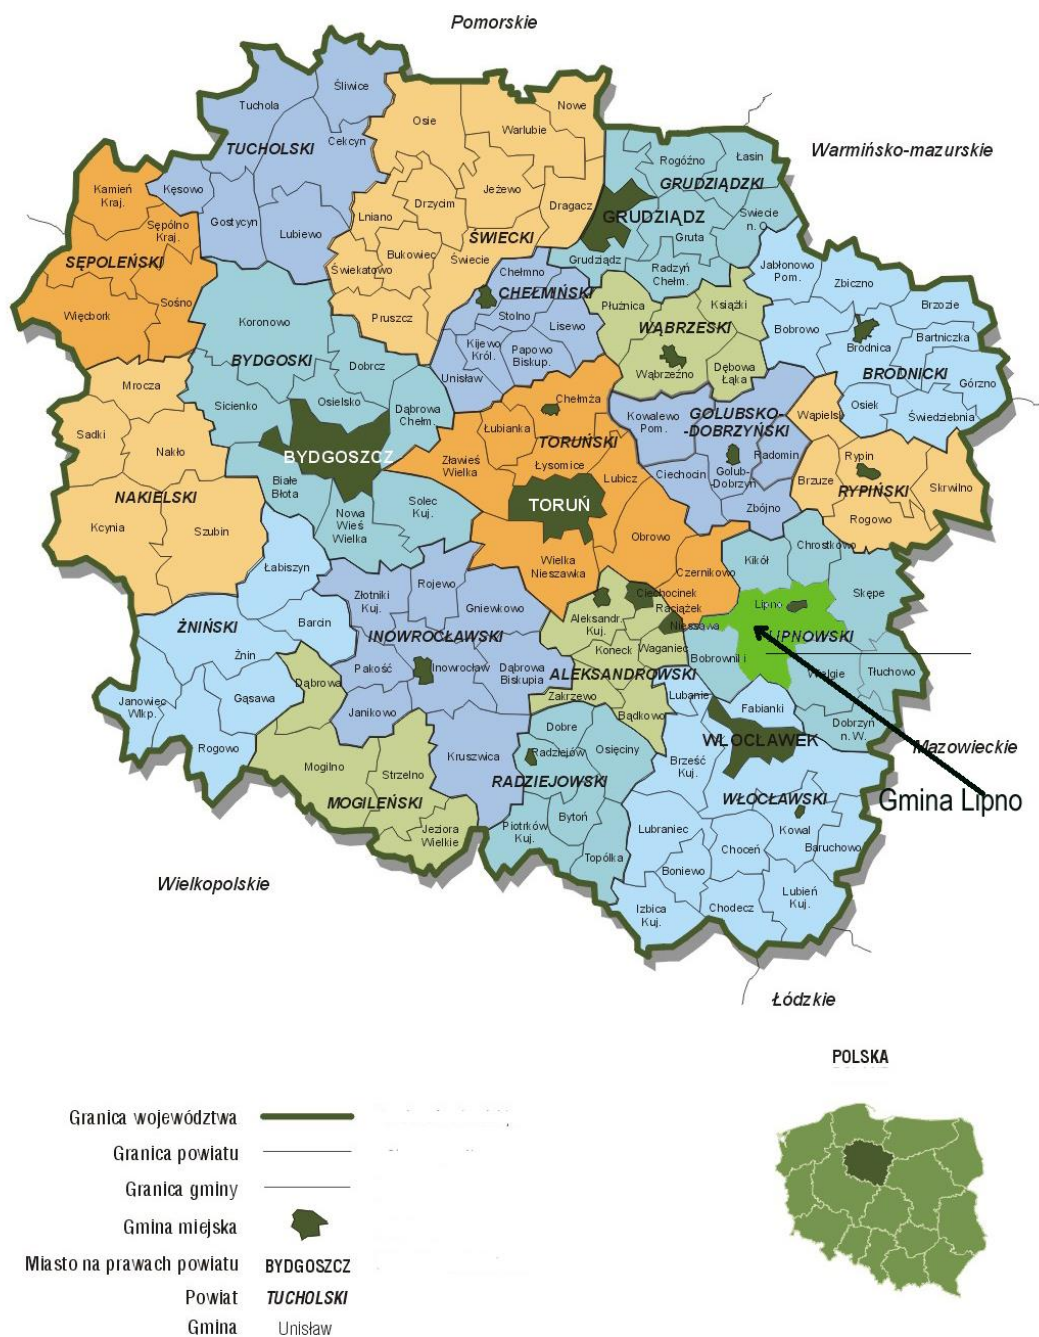 Pomorskie
Śliwice
Tuchola
Nowe
Osie
Warlubie
Cekcyn
TUCHOLSKI
Warmińsko-mazurskie
Łasin
Rogóźno
GRUDZIĄDZKI
Kamień
Kraj.
Kęsowo
Jeżewo
Drzycim
Dragacz
Lniano
GRUDZIĄDZ
Gostycyn
Lubiewo
Sępólno
Kraj.
Świecie
n. O
ŚWIECKI
Gruta
Bukowiec
Świecie
SĘPOLEŃSKI
Świekatowo
Grudziądz
Radzyń
Chełm.
Jabłonowo
Pom.
Chełmno
CHEŁMIŃSKI
Zbiczno
Sośno
Płużnica
Książki
Brzozie
Więcbork
Pruszcz
Stolno
Lisewo
WĄBRZESKI
Bobrowo
Bartniczka
Koronowo
Kijewo
Król.
Papowo
Biskup.
Brodnica
BYDGOSKI
Dobrcz
Unisław
Wąbrzeźno
Dębowa
Łąka
BRODNICKI
Górzno
Mrocza
Sicienko
Osielsko
Chełmża
Osiek
Świedziebnia
Dąbrowa
Chełm.
Łubianka
Kowalewo
Pom.
GOLUBSKO-
-DOBRZYŃSKI
Wąpielsk
Sadki
Nakło
TORUŃSKI
BYDGOSZCZ
Zławieś
Wielka
Łysomice
Radomin
Rypin
Ciechocin
Golub-
Dobrzyń
Lubicz
Brzuze
RYPIŃSKI
Skrwilno
NAKIELSKI
Białe
Błota
Solec
Kuj.
TORUŃ
Zbójno
Rogowo
Kcynia
Szubin
Nowa
Wieś
Wielka
Obrowo
Chrostkowo
Kikół
Wielka
Nieszawka
Łabiszyn
Rojewo
Czernikowo
Złotniki
Kuj.
Ciechocinek
Skępe
Gniewkowo
Raciążek
Lipno
Aleksandr.
Kuj.
Nieszawa
ŻNIŃSKI
Barcin
INOWROCŁAWSKI
LIPNOWSKI
Koneck
Waganiec
Żnin
Pakość
Inowrocław
Dąbrowa
Biskupia
Bobrowniki
Dąbrowa
ALEKSANDROWSKI
Wielgie
Tłuchowo
Janowiec
Wlkp.
Gąsawa
Zakrzewo
Lubanie
Janikowo
Bądkowo
Fabianki
Dobre
Dobrzyń
n. W.
WŁOCŁAWEK
Rogowo
Kruszwica
Radziejów
Osięciny
Mazowieckie
Mogilno
Strzelno
Brześć
Kuj.
RADZIEJOWSKI
MOGILEŃSKI
WŁOCŁAWSKI
Gmina Lipno
Bytoń
Piotrków
Kuj.
Jeziora
Wielkie
Lubraniec
Kowal
Baruchowo
Choceń
Topólka
Boniewo
Wielkopolskie
Lubień
Kuj.
Izbica
Kuj.
Chodecz
Łódzkie
POLSKA
Granica województwa
Granica powiatu
Granica gminy
Gmina miejska
Miasto na prawach powiatu BYDGOSZCZ
Powiat TUCHOLSKI
Gmina Unisław